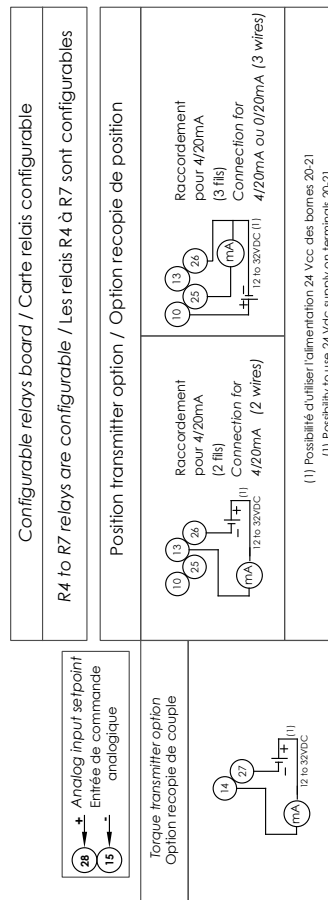 Configurable relays board / Carte relais configurable
R4 to R7 relays are configurable / Les relais R4 à R7 sont configurables
28 + Analog input setpoint
15 - Entrée de commande
analogique
Position transmitter option / Option recopie de position
Torque transmitter option
Option recopie de couple
14
27
- + (1)
mA
12 to 32VDC
10
13
25
26
- + (1)
mA
12 to 32VDC
Raccordement
pour 4/20mA
(2 fils)
Connection for
4/20mA (2 wires)
10
13
25
26
mA
+ -
12 to 32VDC (1)
Raccordement
pour 4/20mA
(3 fils)
Connection for
4/20mA ou 0/20mA (3 wires)
(1) Possibilité d'utiliser l'alimentation 24 Vcc des bornes 20-21
(1) Possibility to use 24 Vdc supply on terminals 20-21